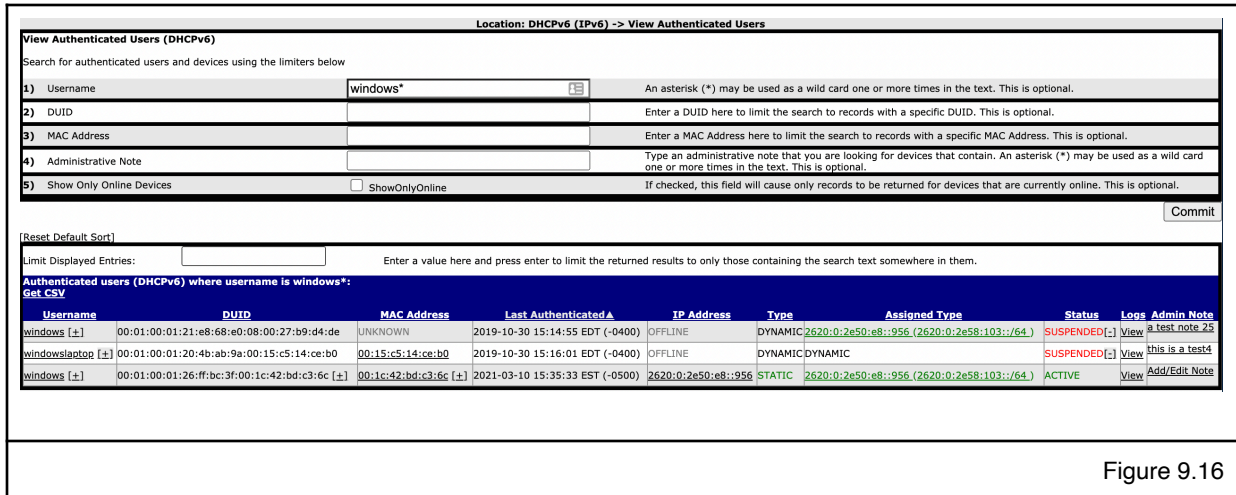 Location: DHCPv6 (IPv6) -> View Authenticated Users
View Authenticated Users (DHCPv6)
Search for authenticated users and devices using the limiters below
1) Username windows* An asterisk (*) may be used as a wild card one or more times in the text. This is optional.
2) DUID Enter a DUID here to limit the search to records with a specific DUID. This is optional.
3) MAC Address Enter a MAC Address here to limit the search to records with a specific MAC Address. This is optional.
4) Administrative Note Type an administrative note that you are looking for devices that contain. An asterisk (*) may be used as a wild card
one or more times in the text. This is optional.
5) Show Only Online Devices ShowOnlyOnline If checked, this field will cause only records to be returned for devices that are currently online. This is optional.
Commit
[Reset Default Sort]
Limit Displayed Entries: Enter a value here and press enter to limit the returned results to only those containing the search text somewhere in them.
Authenticated users (DHCPv6) where username is windows*:
Get CSV
Username DUID MAC Address Last Authenticated▲ IP Address Type Assigned Type Status Logs Admin Note
windows [+] 00:01:00:01:21:e8:68:e0:08:00:27:b9:d4:de UNKNOWN 2019-10-30 15:14:55 EDT (-0400) OFFLINE DYNAMIC 2620:0:2e50:e8::956 (2620:0:2e58:103::/64 ) SUSPENDED[-] View a test note 25
windowslaptop [+] 00:01:00:01:20:4b:ab:9a:00:15:c5:14:ce:b0 00:15:c5:14:ce:b0 2019-10-30 15:16:01 EDT (-0400) OFFLINE DYNAMIC DYNAMIC SUSPENDED[-] View this is a test4
windows [+] 00:01:00:01:26:ff:bc:3f:00:1c:42:bd:c3:6c [+] 00:1c:42:bd:c3:6c [+] 2021-03-10 15:35:33 EST (-0500) 2620:0:2e50:e8::956 STATIC 2620:0:2e50:e8::956 (2620:0:2e58:103::/64 ) ACTIVE View Add/Edit Note
Figure 9.16